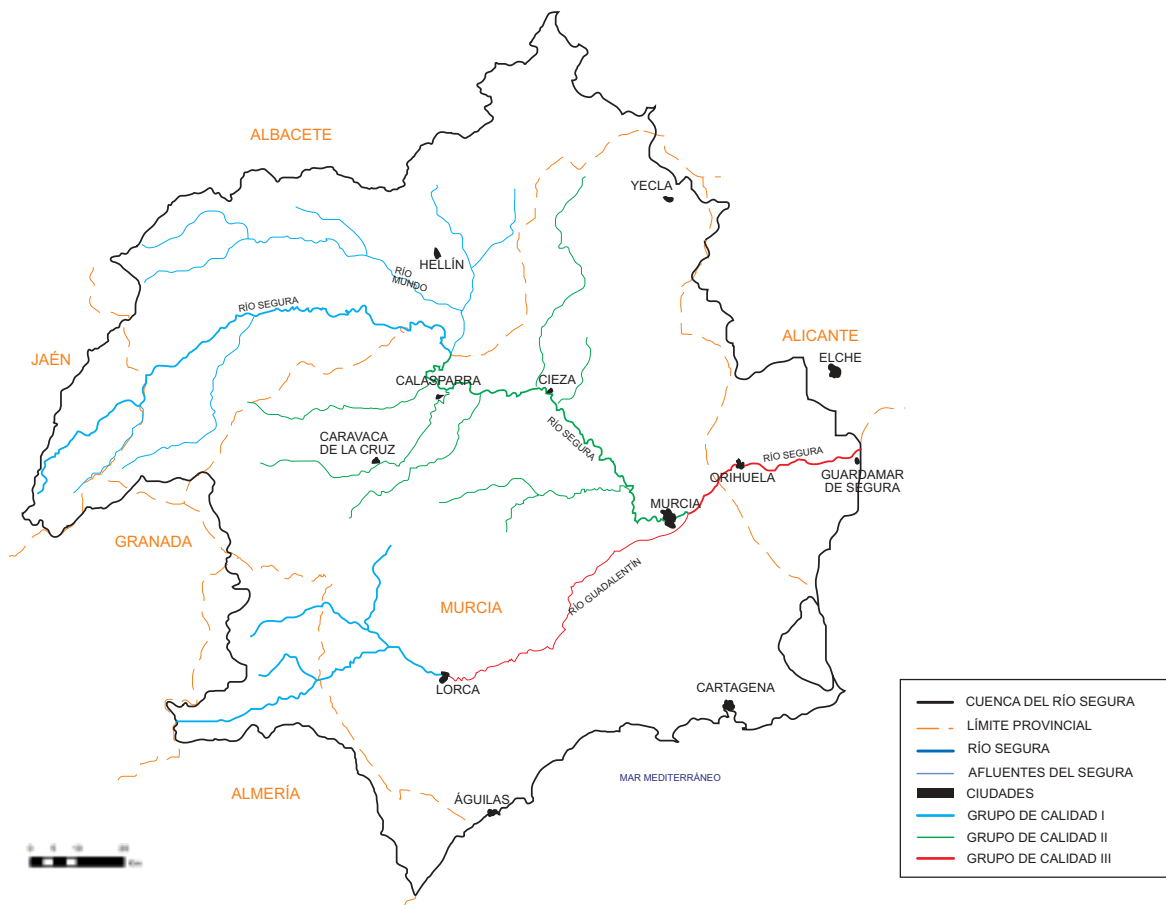 ALBACETE
YECLA
HELLÍN
RÍO
MUNDO
RÍO SEGURA
ALICANTE
ELCHE
JAÉN
CALASPARRA
CIEZA
CARAVACA
DE LA CRUZ
RÍO SEGURA
RÍO SEGURA
ORIHUELA
GUARDAMAR
DE SEGURA
MURCIA
GRANADA
RÍO GUADALENTÍN
MURCIA
LORCA
CARTAGENA
MAR MEDITERRÁNEO
ALMERÍA
ÁGUILAS
CUENCA DEL RÍO SEGURA
LÍMITE PROVINCIAL
RÍO SEGURA
AFLUENTES DEL SEGURA
CIUDADES
GRUPO DE CALIDAD I
GRUPO DE CALIDAD II
GRUPO DE CALIDAD III